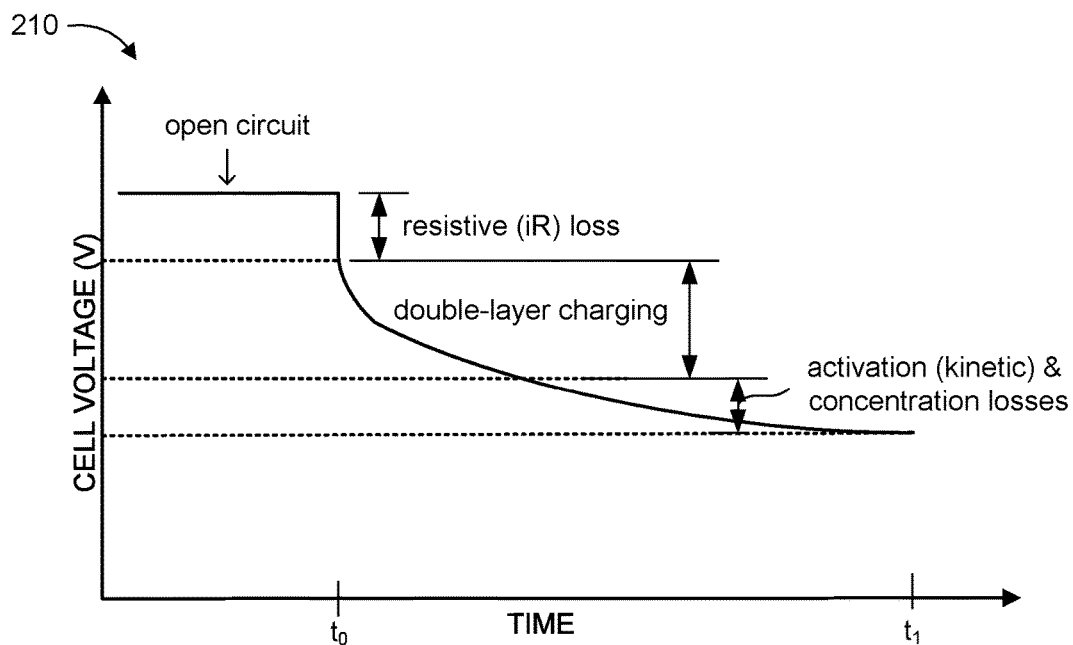 210
open circuit
resistive (iR) loss
double-layer charging
activation (kinetic) &
concentration losses
CELL VOLTAGE (V)
t0
TIME
t1